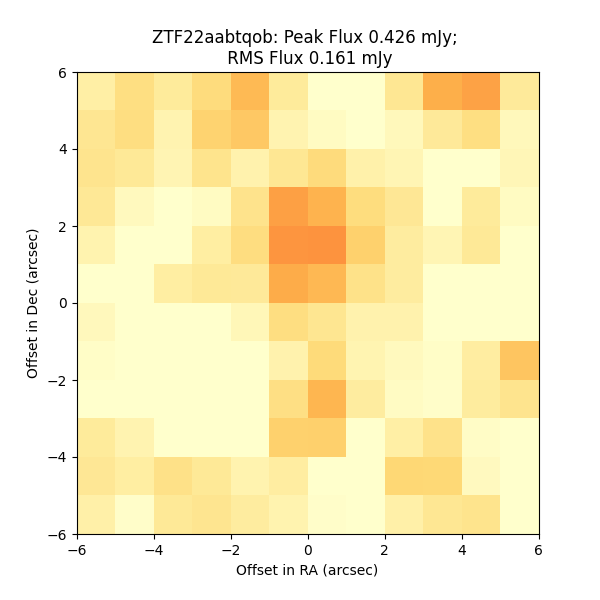 ZTF22aabtqob: Peak Flux 0.426 mJy;
RMS Flux 0.161 mJy
6
4
2
0
−2
−4
−6
Offset in Dec (arcsec)
−6 −4 −2 0 2 4 6
Offset in RA (arcsec)